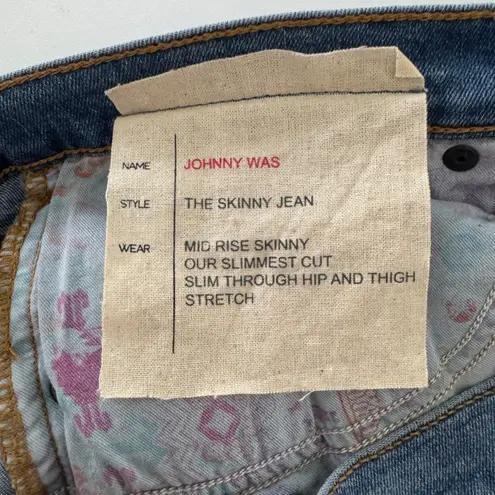 NAME JOHNNY WAS
STYLE THE SKINNY JEAN
WEAR MID RISE SKINNY
OUR SLIMMEST CUT
SLIM THROUGH HIP AND THIGH
STRETCH